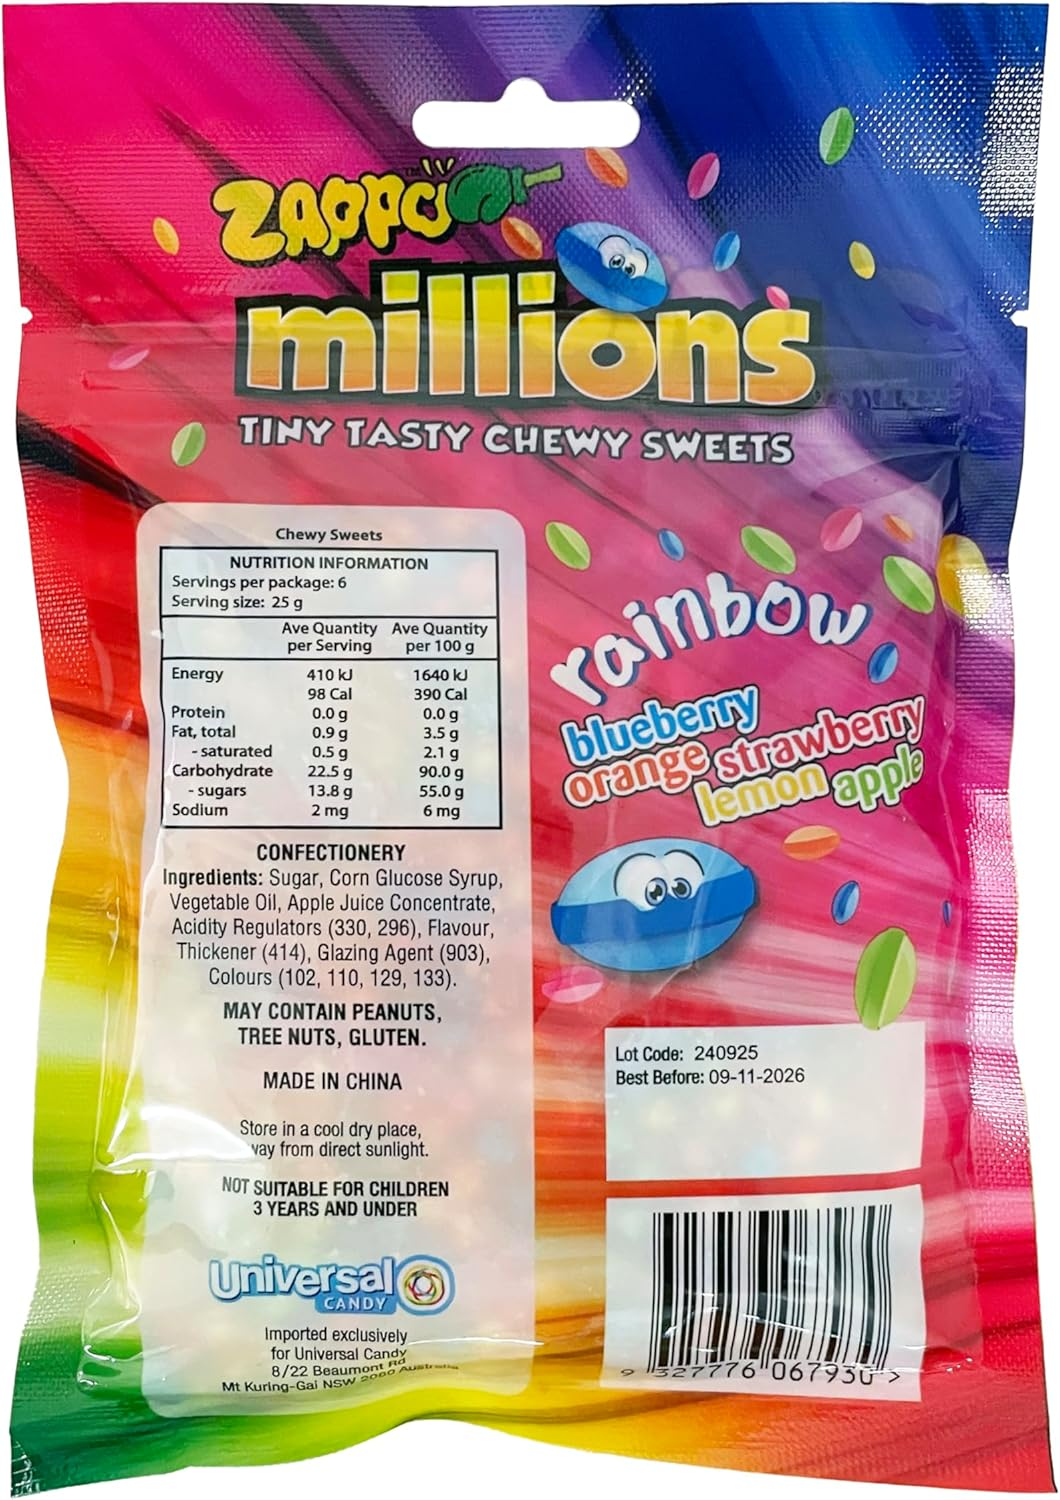 ZAPPO™
millions
TINY TASTY CHEWY SWEETS
Chewy Sweets
NUTRITION INFORMATION
Servings per package: 6
Serving size: 25 g
Ave Quantity per Serving Ave Quantity per 100 g
Energy 410 kJ 1640 kJ
98 Cal 390 Cal
Protein 0.0 g 0.0 g
Fat, total 0.9 g 3.5 g
- saturated 0.5 g 2.1 g
Carbohydrate 22.5 g 90.0 g
- sugars 13.8 g 55.0 g
Sodium 2 mg 6 mg
CONFECTIONERY
Ingredients: Sugar, Corn Glucose Syrup,
Vegetable Oil, Apple Juice Concentrate,
Acidity Regulators (330, 296), Flavour,
Thickener (414), Glazing Agent (903),
Colours (102, 110, 129, 133).
MAY CONTAIN PEANUTS,
TREE NUTS, GLUTEN.
MADE IN CHINA
Store in a cool dry place,
way from direct sunlight.
NOT SUITABLE FOR CHILDREN
3 YEARS AND UNDER
Universal
CANDY
Imported exclusively
for Universal Candy
8/22 Beaumont Rd
Mt Kuring-Gai NSW 2080 Australia
rainbow
blueberry
orange strawberry
lemon apple
Lot Code: 240925
Best Before: 09-11-2026
9 327776 067930 >